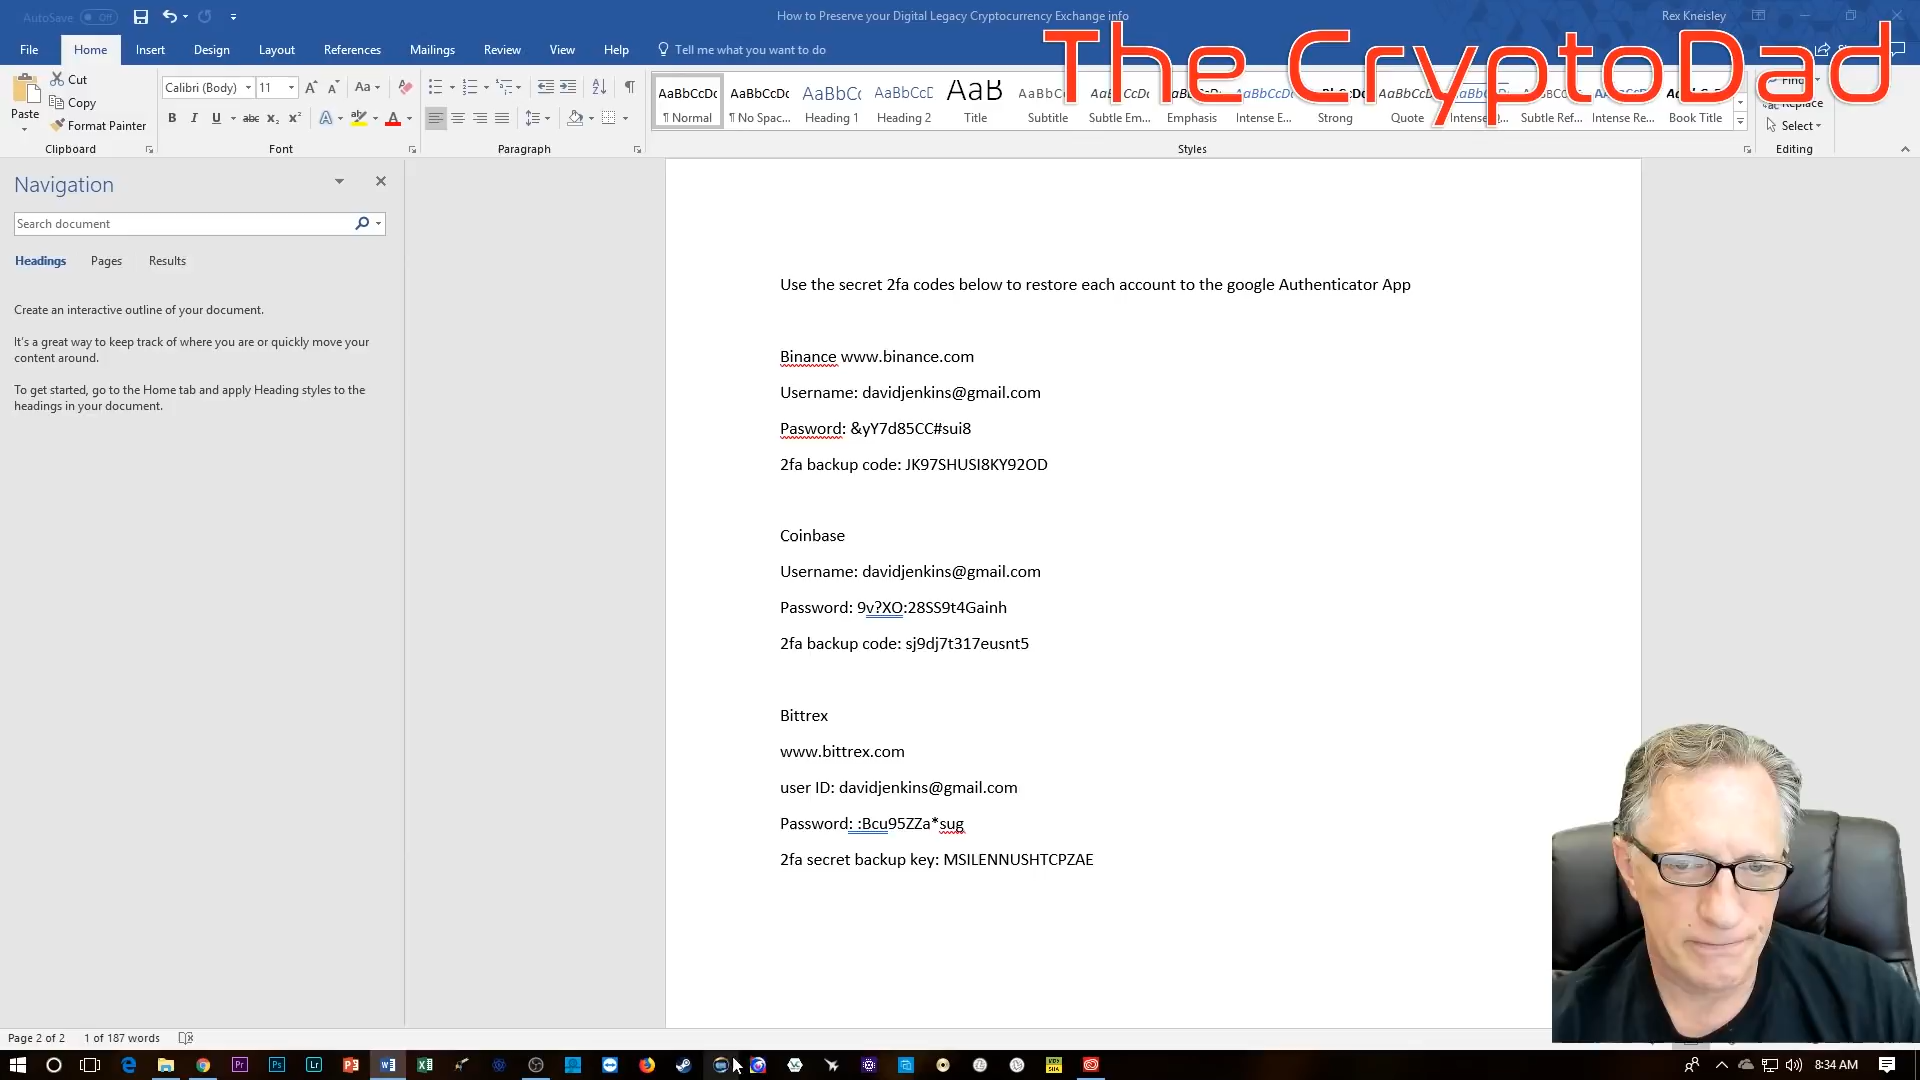 AutoSave Off
How to Preserve your Digital Legacy Cryptocurrency Exchange info
Rex Kneisley
The CryptoDad
File Home Insert Design Layout References Mailings Review View Help Tell me what you want to do
Cut
Copy
Format Painter
Paste
Clipboard
Calibri (Body) 11
Font
Paragraph
¶ Normal ¶ No Spac... Heading 1 Heading 2 Title Subtitle Subtle Em... Emphasis Intense E... Strong Quote Subtle Ref... Intense Re... Book Title
Styles
Find
Replace
Select
Editing
Navigation
Search document
Headings Pages Results
Create an interactive outline of your document.
It's a great way to keep track of where you are or quickly move your
content around.
To get started, go to the Home tab and apply Heading styles to the
headings in your document.
Use the secret 2fa codes below to restore each account to the google Authenticator App
Binance www.binance.com
Username: davidjenkins@gmail.com
Pasword: &yY7d85CC#sui8
2fa backup code: JK97SHUSI8KY92OD
Coinbase
Username: davidjenkins@gmail.com
Password: 9v?XO:28SS9t4Gainh
2fa backup code: sj9dj7t317eusnt5
Bittrex
www.bittrex.com
user ID: davidjenkins@gmail.com
Password: :Bcu95ZZa*sug
2fa secret backup key: MSILENNUSHTCPZAE
Page 2 of 2 1 of 187 words
8:34 AM